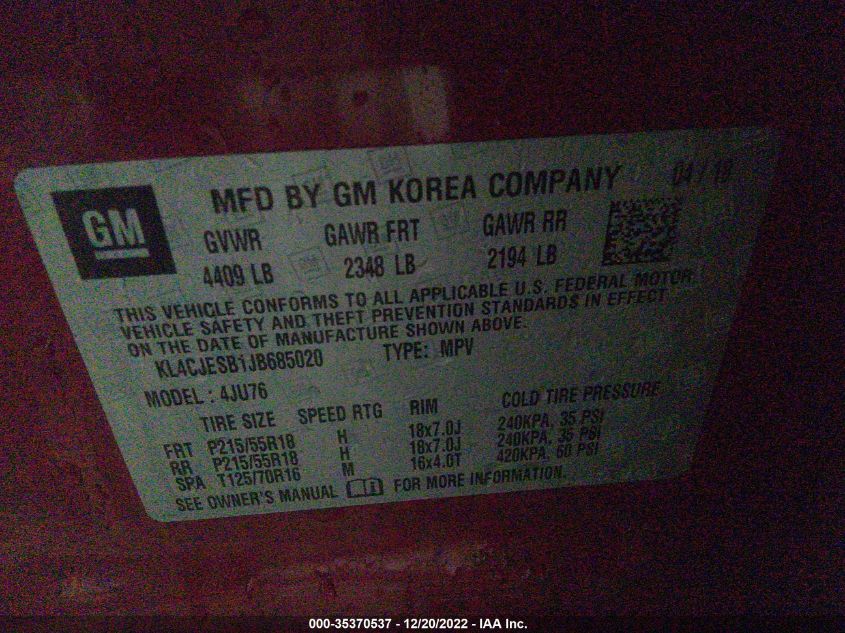 MFD BY GM KOREA COMPANY 04/18
GM
GVWR GAWR FRT GAWR RR
4409 LB 2348 LB 2194 LB
THIS VEHICLE CONFORMS TO ALL APPLICABLE U.S. FEDERAL MOTOR
VEHICLE SAFETY AND THEFT PREVENTION STANDARDS IN EFFECT
ON THE DATE OF MANUFACTURE SHOWN ABOVE.
KL4CJESB1JB685020 TYPE: MPV
MODEL: 4JU76
TIRE SIZE SPEED RTG RIM COLD TIRE PRESSURE
FRT P215/55R18 H 18x7.0J 240KPA, 35 PSI
RR P215/55R18 H 18x7.0J 240KPA, 35 PSI
SPA T125/70R16 M 16x4.0T 420KPA, 60 PSI
SEE OWNER'S MANUAL FOR MORE INFORMATION.
000-35370537 - 12/20/2022 - IAA Inc.